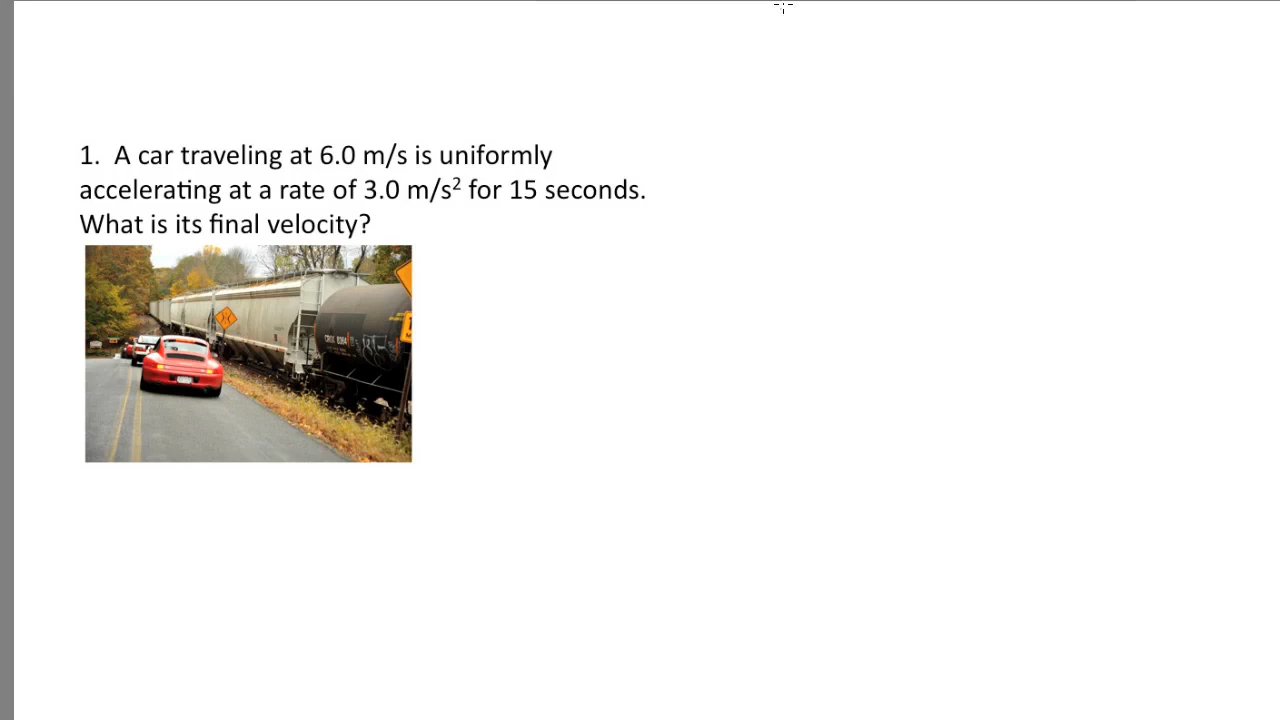 1. A car traveling at 6.0 m/s is uniformly
accelerating at a rate of 3.0 m/s² for 15 seconds.
What is its final velocity?